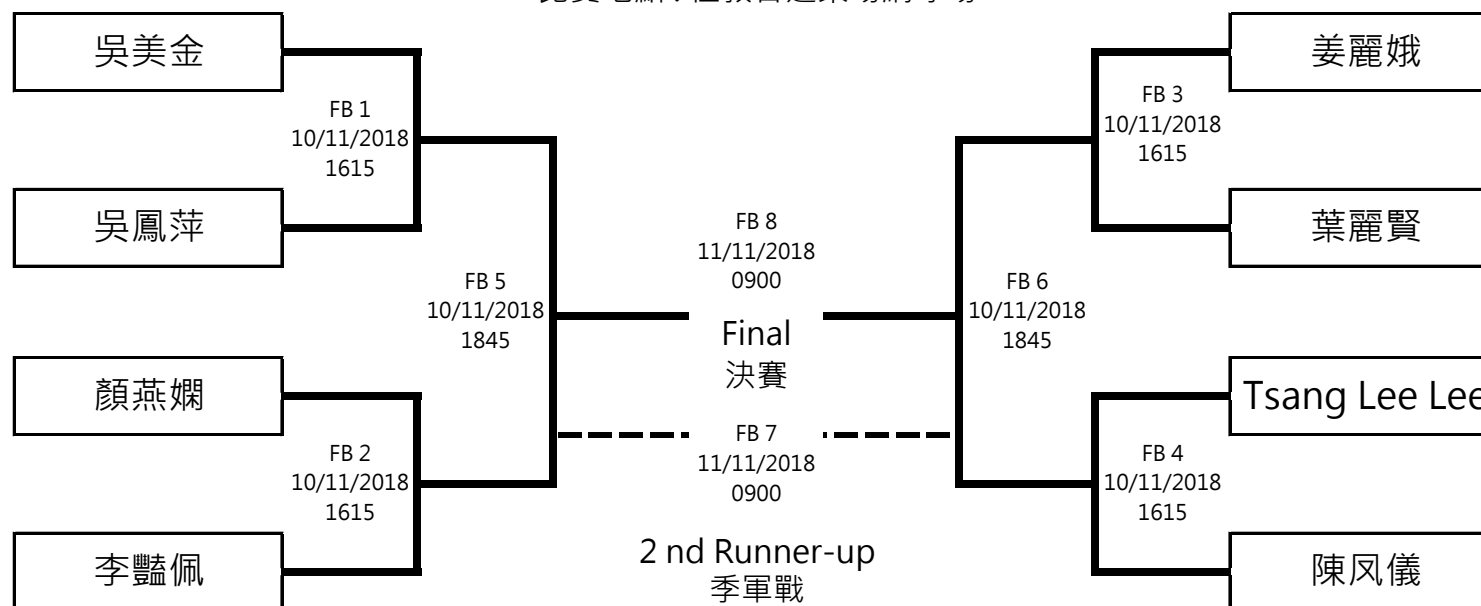 吳美金
FB 1
10/11/2018
1615
吳鳳萍
FB 5
10/11/2018
1845
顏燕嫻
FB 2
10/11/2018
1615
李豔佩
FB 8
11/11/2018
0900
Final
決賽
FB 7
11/11/2018
0900
2 nd Runner-up
季軍戰
姜麗娥
FB 3
10/11/2018
1615
葉麗賢
FB 6
10/11/2018
1845
Tsang Lee Lee
FB 4
10/11/2018
1615
陳凤儀